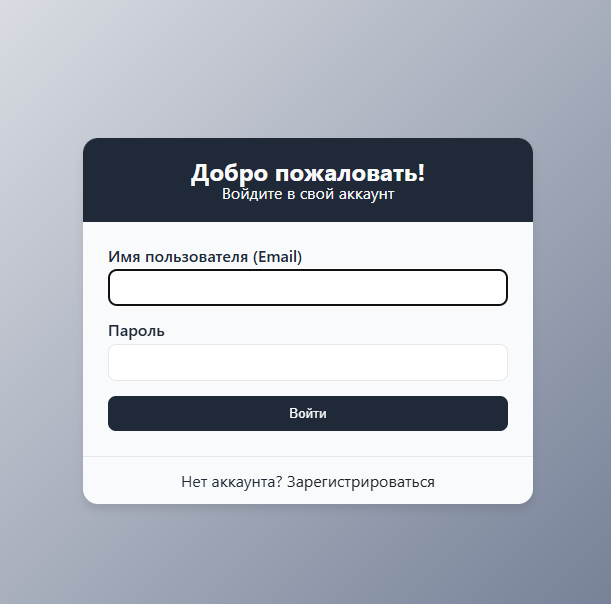 Добро пожаловать!
Войдите в свой аккаунт
Имя пользователя (Email)
Пароль
Войти
Нет аккаунта? Зарегистрироваться